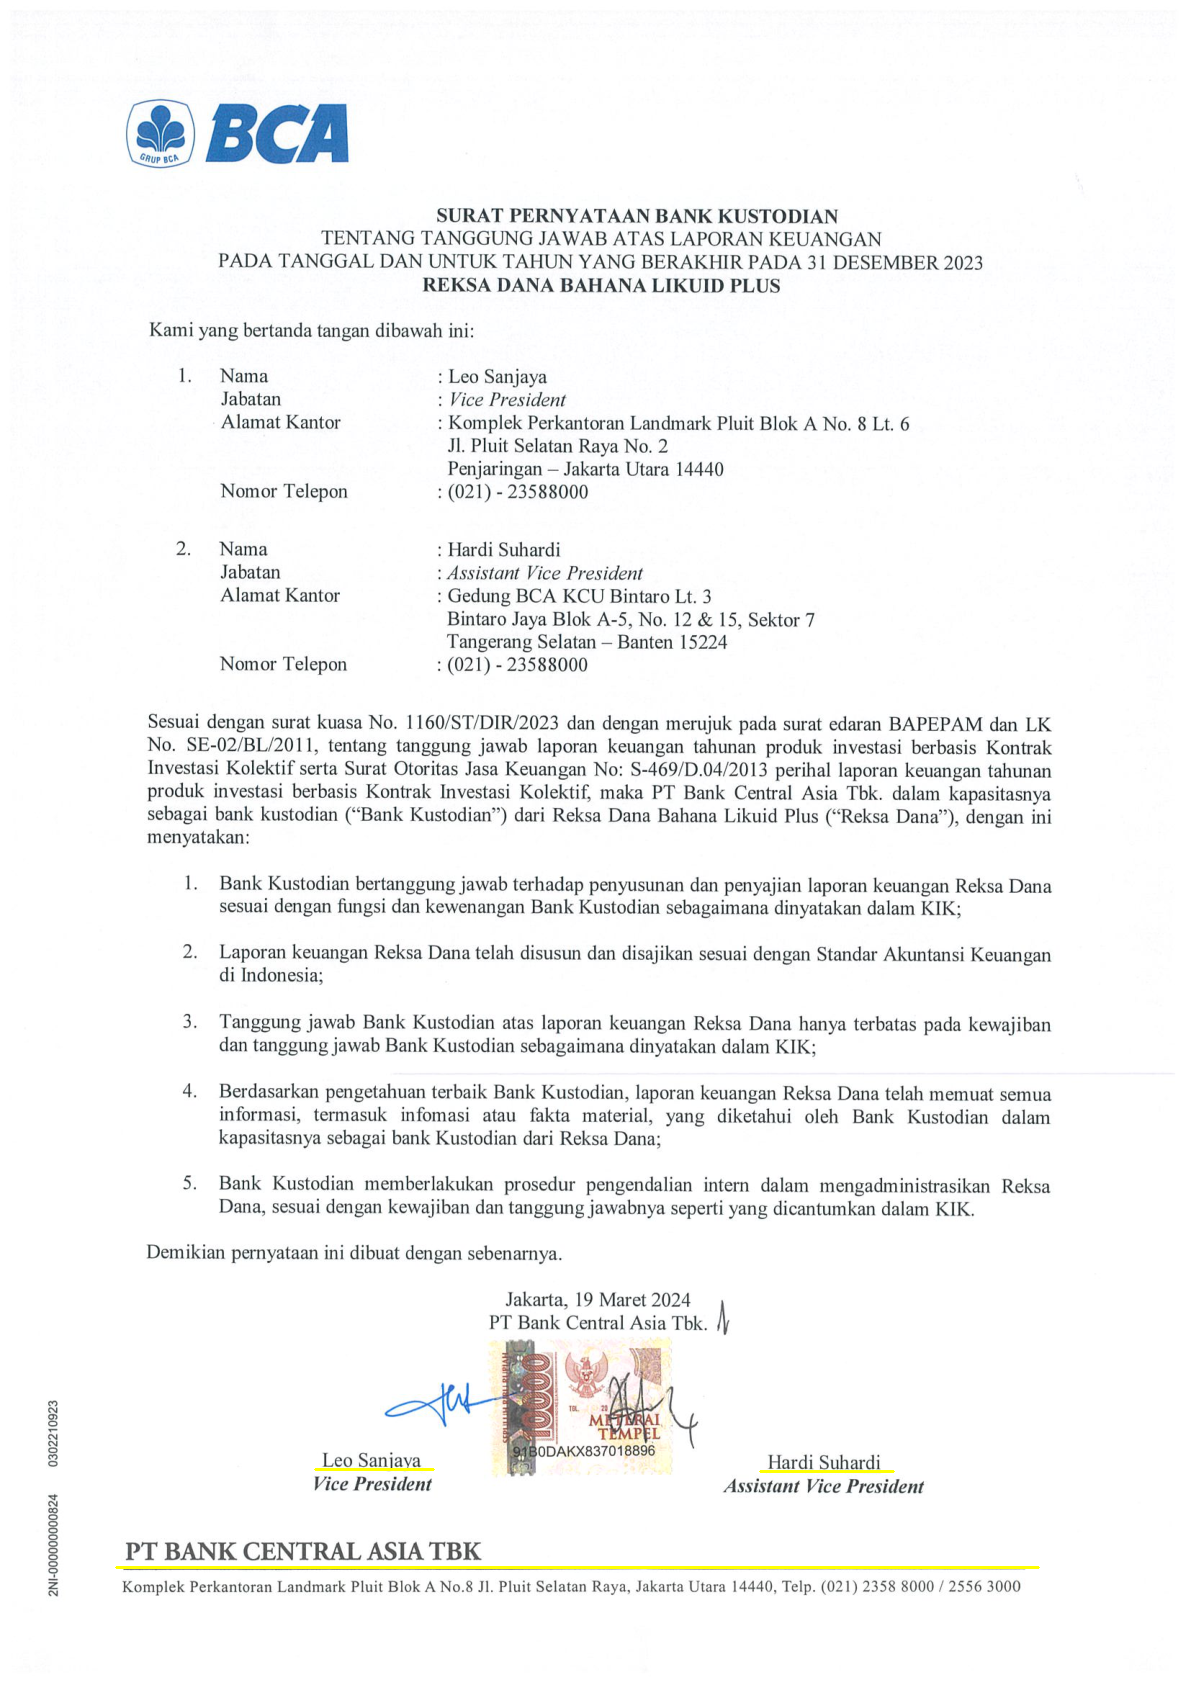 GRUP BCA
BCA
SURAT PERNYATAAN BANK KUSTODIAN
TENTANG TANGGUNG JAWAB ATAS LAPORAN KEUANGAN
PADA TANGGAL DAN UNTUK TAHUN YANG BERAKHIR PADA 31 DESEMBER 2023
REKSA DANA BAHANA LIKUID PLUS
Kami yang bertanda tangan dibawah ini:
1. Nama : Leo Sanjaya
Jabatan : Vice President
Alamat Kantor : Komplek Perkantoran Landmark Pluit Blok A No. 8 Lt. 6
Jl. Pluit Selatan Raya No. 2
Penjaringan – Jakarta Utara 14440
Nomor Telepon : (021) - 23588000
2. Nama : Hardi Suhardi
Jabatan : Assistant Vice President
Alamat Kantor : Gedung BCA KCU Bintaro Lt. 3
Bintaro Jaya Blok A-5, No. 12 & 15, Sektor 7
Tangerang Selatan – Banten 15224
Nomor Telepon : (021) - 23588000
Sesuai dengan surat kuasa No. 1160/ST/DIR/2023 dan dengan merujuk pada surat edaran BAPEPAM dan LK
No. SE-02/BL/2011, tentang tanggung jawab laporan keuangan tahunan produk investasi berbasis Kontrak
Investasi Kolektif serta Surat Otoritas Jasa Keuangan No: S-469/D.04/2013 perihal laporan keuangan tahunan
produk investasi berbasis Kontrak Investasi Kolektif, maka PT Bank Central Asia Tbk. dalam kapasitasnya
sebagai bank kustodian (“Bank Kustodian”) dari Reksa Dana Bahana Likuid Plus (“Reksa Dana”), dengan ini
menyatakan:
1. Bank Kustodian bertanggung jawab terhadap penyusunan dan penyajian laporan keuangan Reksa Dana
sesuai dengan fungsi dan kewenangan Bank Kustodian sebagaimana dinyatakan dalam KIK;
2. Laporan keuangan Reksa Dana telah disusun dan disajikan sesuai dengan Standar Akuntansi Keuangan
di Indonesia;
3. Tanggung jawab Bank Kustodian atas laporan keuangan Reksa Dana hanya terbatas pada kewajiban
dan tanggung jawab Bank Kustodian sebagaimana dinyatakan dalam KIK;
4. Berdasarkan pengetahuan terbaik Bank Kustodian, laporan keuangan Reksa Dana telah memuat semua
informasi, termasuk infomasi atau fakta material, yang diketahui oleh Bank Kustodian dalam
kapasitasnya sebagai bank Kustodian dari Reksa Dana;
5. Bank Kustodian memberlakukan prosedur pengendalian intern dalam mengadministrasikan Reksa
Dana, sesuai dengan kewajiban dan tanggung jawabnya seperti yang dicantumkan dalam KIK.
Demikian pernyataan ini dibuat dengan sebenarnya.
Jakarta, 19 Maret 2024
PT Bank Central Asia Tbk.
SEPULUH RIBU RUPIAH
10000
TGL. 20
METERAI
TEMPEL
91B0DAKX837018896
Leo Sanjaya
Vice President
Hardi Suhardi
Assistant Vice President
2NI-00000000824 0302210923
PT BANK CENTRAL ASIA TBK
Komplek Perkantoran Landmark Pluit Blok A No.8 Jl. Pluit Selatan Raya, Jakarta Utara 14440, Telp. (021) 2358 8000 / 2556 3000